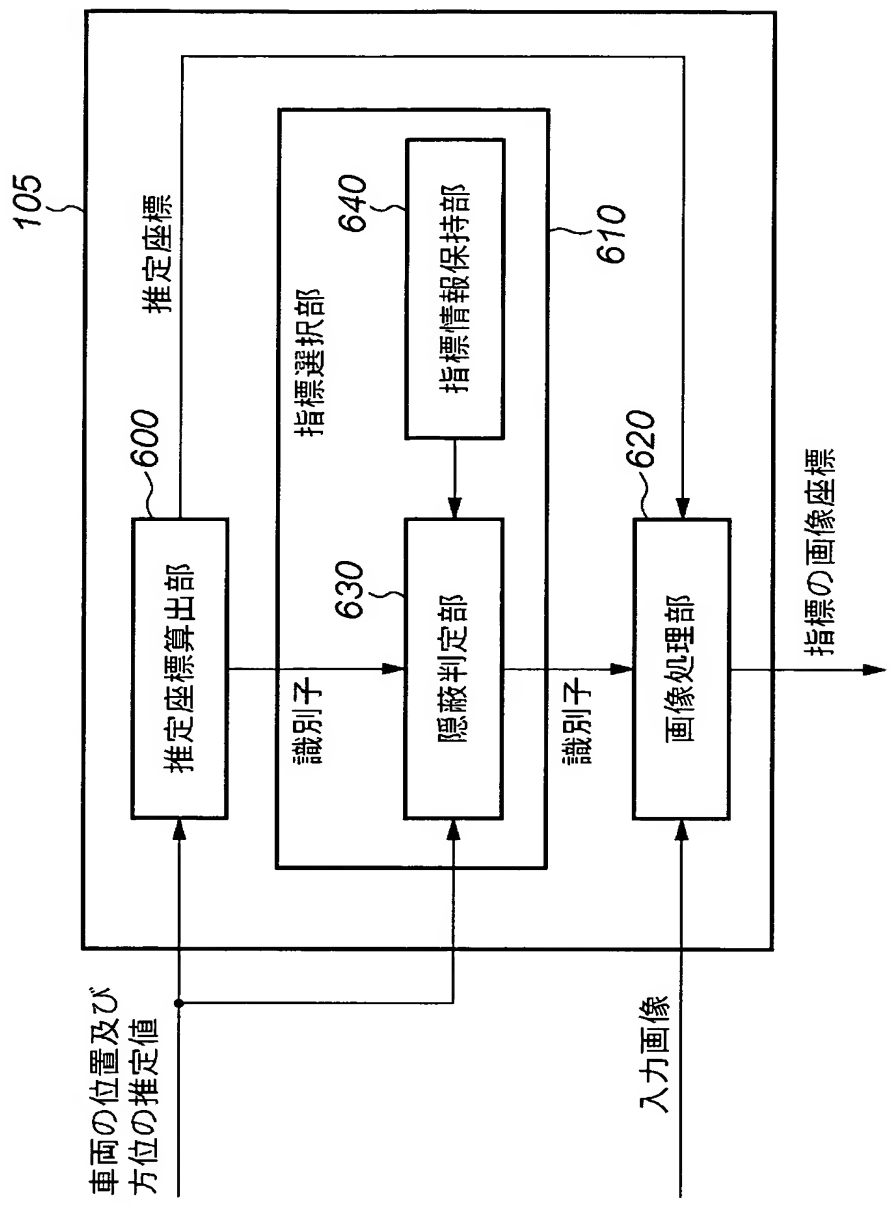 105
推定座標
車両の位置及び
方位の推定値
推定座標算出部
600
識別子
指標選択部
610
隠蔽判定部
630
指標情報保持部
640
識別子
入力画像
画像処理部
620
指標の画像座標